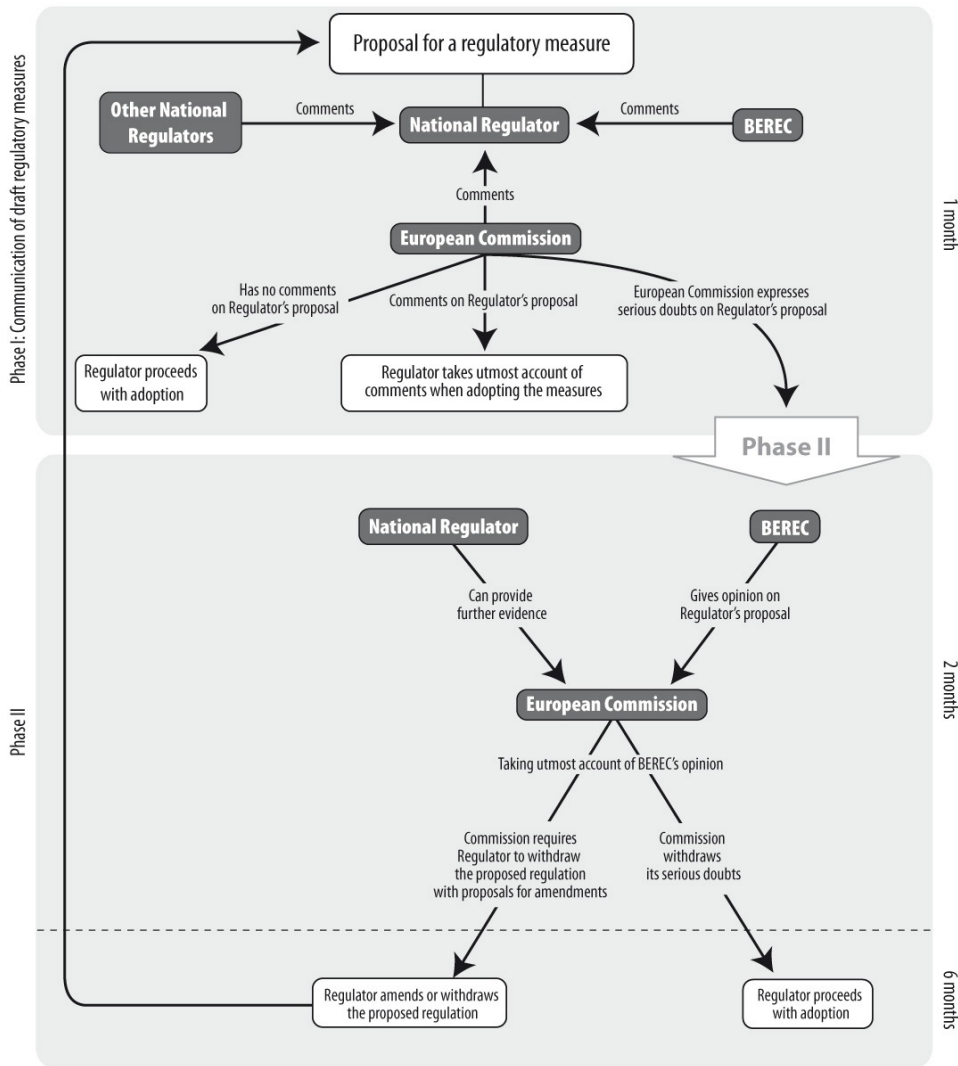 Proposal for a regulatory measure
Phase I: Communication of draft regulatory measures
Other National
Regulators
Comments
National Regulator
Comments
BEREC
1 month
Comments
European Commission
Has no comments
on Regulator's proposal
Comments on Regulator's proposal
European Commission expresses
serious doubts on Regulator's proposal
Regulator proceeds
with adoption
Regulator takes utmost account of
comments when adopting the measures
Phase II
Phase II
National Regulator
BEREC
Can provide
further evidence
Gives opinion on
Regulator's proposal
2 months
European Commission
Taking utmost account of BEREC's opinion
Commission requires
Regulator to withdraw
the proposed regulation
with proposals for amendments
Commission
withdraws
its serious doubts
Regulator amends or withdraws
the proposed regulation
Regulator proceeds
with adoption
6 months